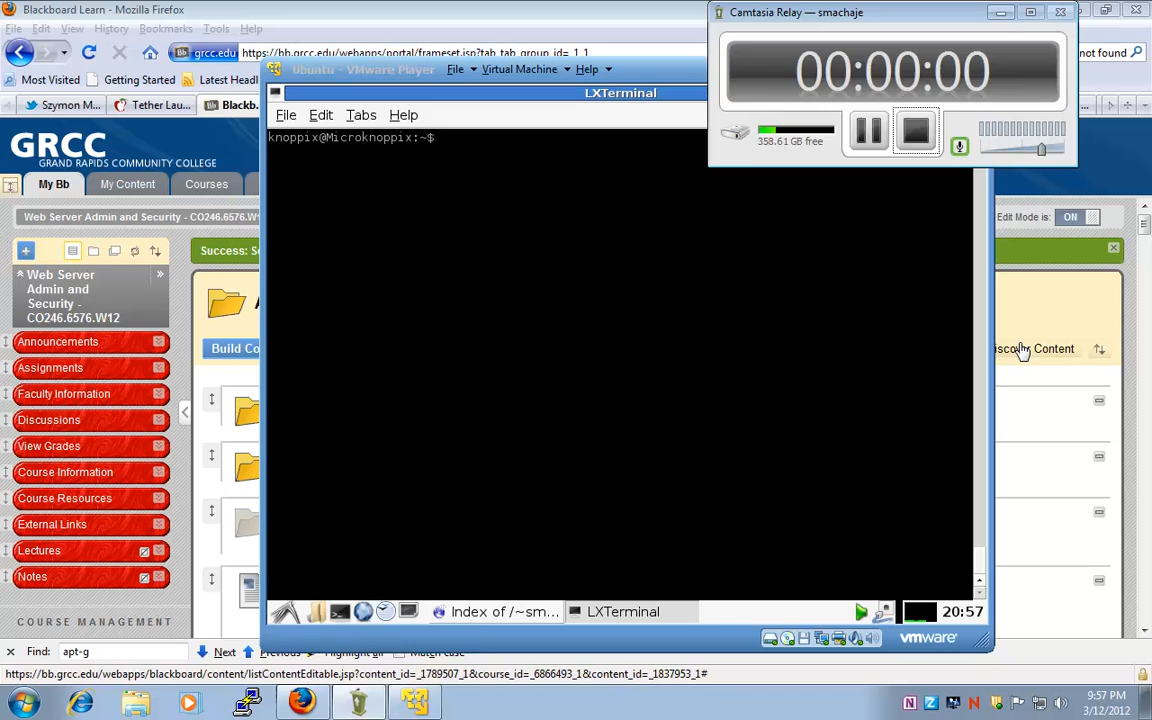 Blackboard Learn - Mozilla Firefox
File Edit View History Bookmarks Tools Help
grcc.edu https://bb.grcc.edu/webapps/portal/frameset.jsp?tab_tab_group_id=_1_1
not found
Most Visited Getting Started Latest Headl
Szymon M... Tether Lau... Blackb
Camtasia Relay — smachaje
00:00:00
358.61 GB free
Ubuntu - VMware Player File Virtual Machine Help
LXTerminal
File Edit Tabs Help
knoppix@Microknoppix:~$
GRCC
GRAND RAPIDS COMMUNITY COLLEGE
My Bb My Content Courses
Web Server Admin and Security - CO246.6576.W12
Edit Mode is: ON
Success: S
Web Server
Admin and
Security -
CO246.6576.W12
Build Co
iscover Content
Announcements
Assignments
Faculty Information
Discussions
View Grades
Course Information
Course Resources
External Links
Lectures
Notes
COURSE MANAGEMENT
Index of /~sm... LXTerminal 20:57
vmware
Find: apt-g Next Previous Highlight all Match case
https://bb.grcc.edu/webapps/blackboard/content/listContentEditable.jsp?content_id=_1789507_1&course_id=_6866493_1&content_id=_1837953_1#
9:57 PM
3/12/2012